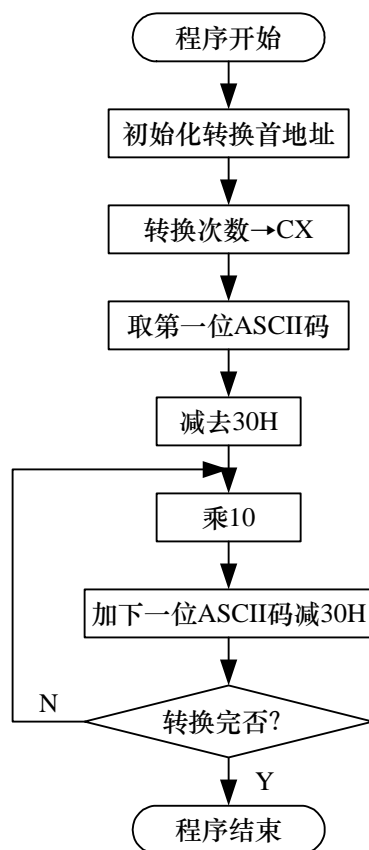 程序开始
初始化转换首地址
转换次数→CX
取第一位ASCII码
减去30H
乘10
加下一位ASCII码减30H
转换完否?
N
Y
程序结束